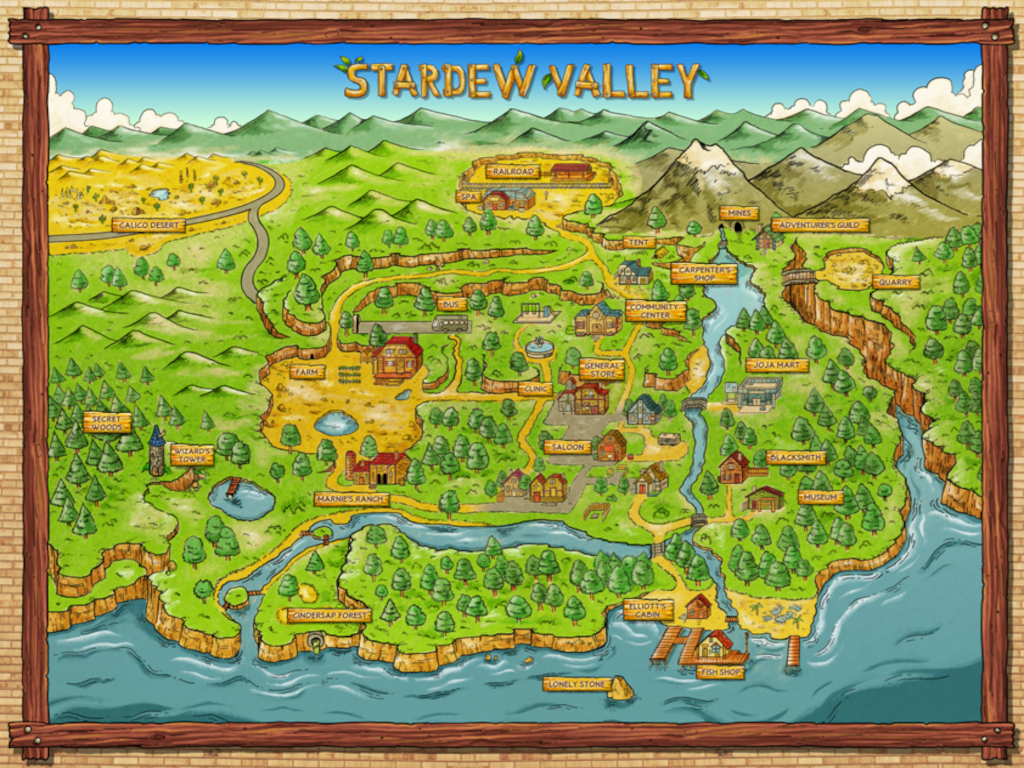 STARDEW VALLEY
RAILROAD
SPA
CALICO DESERT
MINES
ADVENTURER'S GUILD
TENT
CARPENTER'S
SHOP
QUARRY
BUS
COMMUNITY
CENTER
FARM
GENERAL
STORE
JOJA MART
CLINIC
SECRET
WOODS
WIZARD'S
TOWER
SALOON
BLACKSMITH
MARNIE'S RANCH
MUSEUM
CINDERSAP FOREST
ELLIOTT'S
CABIN
FISH SHOP
LONELY STONE